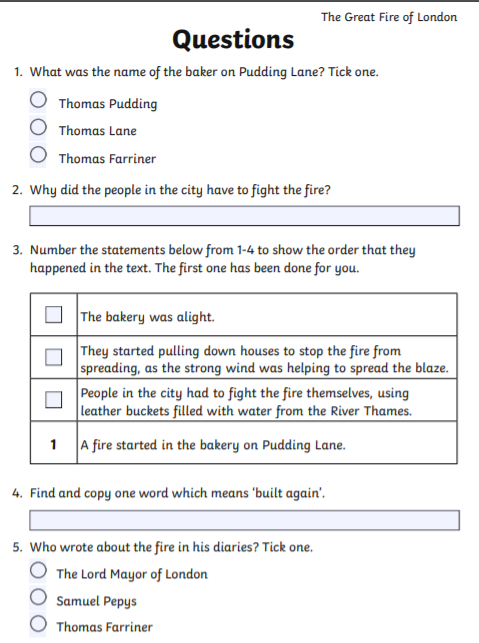 The Great Fire of London
Questions
1. What was the name of the baker on Pudding Lane? Tick one.
Thomas Pudding
Thomas Lane
Thomas Farriner
2. Why did the people in the city have to fight the fire?
3. Number the statements below from 1-4 to show the order that they
happened in the text. The first one has been done for you.
The bakery was alight.
They started pulling down houses to stop the fire from
spreading, as the strong wind was helping to spread the blaze.
People in the city had to fight the fire themselves, using
leather buckets filled with water from the River Thames.
1 A fire started in the bakery on Pudding Lane.
4. Find and copy one word which means 'built again'.
5. Who wrote about the fire in his diaries? Tick one.
The Lord Mayor of London
Samuel Pepys
Thomas Farriner